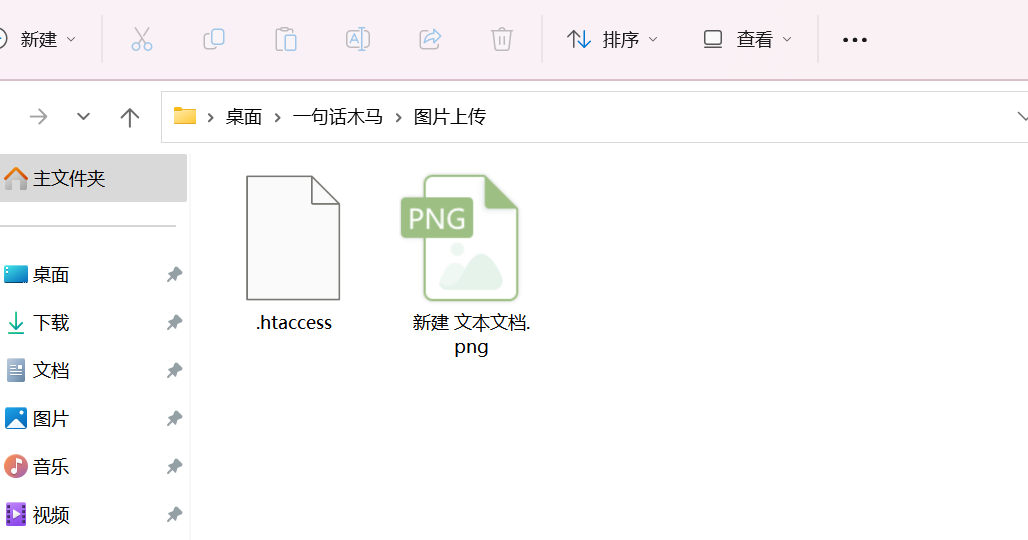 新建
排序
查看
桌面 > 一句话木马 > 图片上传
主文件夹
桌面
下载
文档
图片
音乐
视频
.htaccess
PNG
新建 文本文档.
png